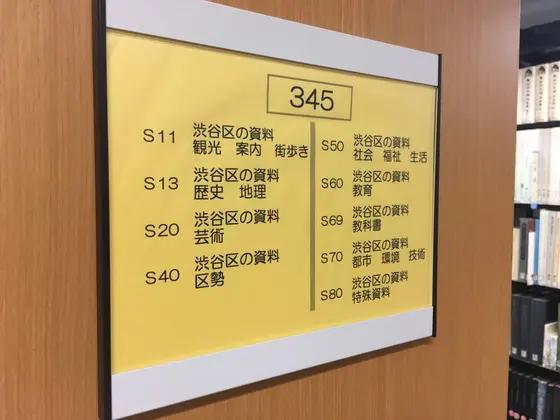 345
S11 渋谷区の資料
観光 案内 街歩き
S13 渋谷区の資料
歴史 地理
S20 渋谷区の資料
芸術
S40 渋谷区の資料
区勢
S50 渋谷区の資料
社会 福祉 生活
S60 渋谷区の資料
教育
S69 渋谷区の資料
教科書
S70 渋谷区の資料
都市 環境 技術
S80 渋谷区の資料
特殊資料